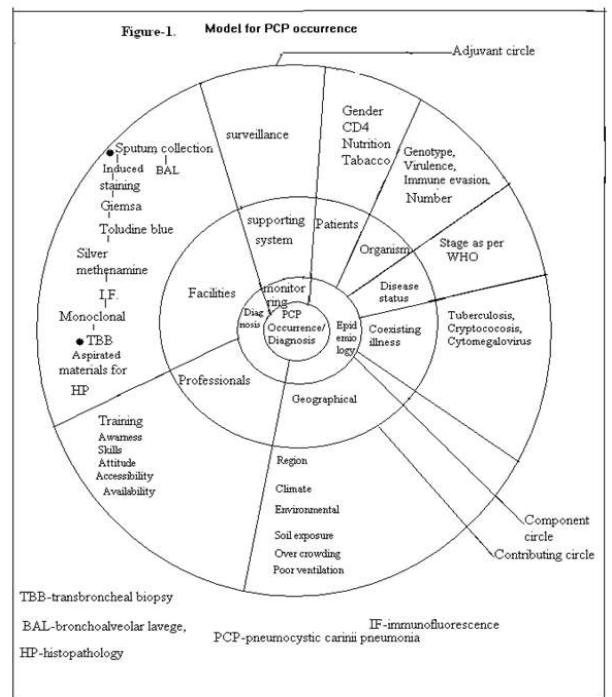 Figure-1. Model for PCP occurrence
Adjuvant circle
surveillance
Gender
CD4
Nutrition
Tabacco
Genotype,
Virulence,
Immune evasion,
Number
Stage as per
WHO
Tuberculosis,
Cryptococosis,
Cytomegalovirus
Sputum collection
Induced BAL
staining
Giemsa
Toludine blue
Silver
methenamine
I.F.
Monoclonal
TBB
Aspirated
materials for
HP
Training
Awarness
Skills
Attitude
Accessibility
Availability
Region
Climate
Environmental
Soil exposure
Over crowding
Poor ventilation
supporting
system
Patients
Organism
Disease
status
Coexisting
illness
Geographical
Professionals
Facilities
monitor
ring
Diag
nosis
Epid
emio
logy
PCP
Occurrence/
Diagnosis
Component
circle
Contributing circle
TBB-transbroncheal biopsy
BAL-bronchoalveolar lavege,
IF-immunofluorescence
PCP-pneumocystic carinii pneumonia
HP-histopathology